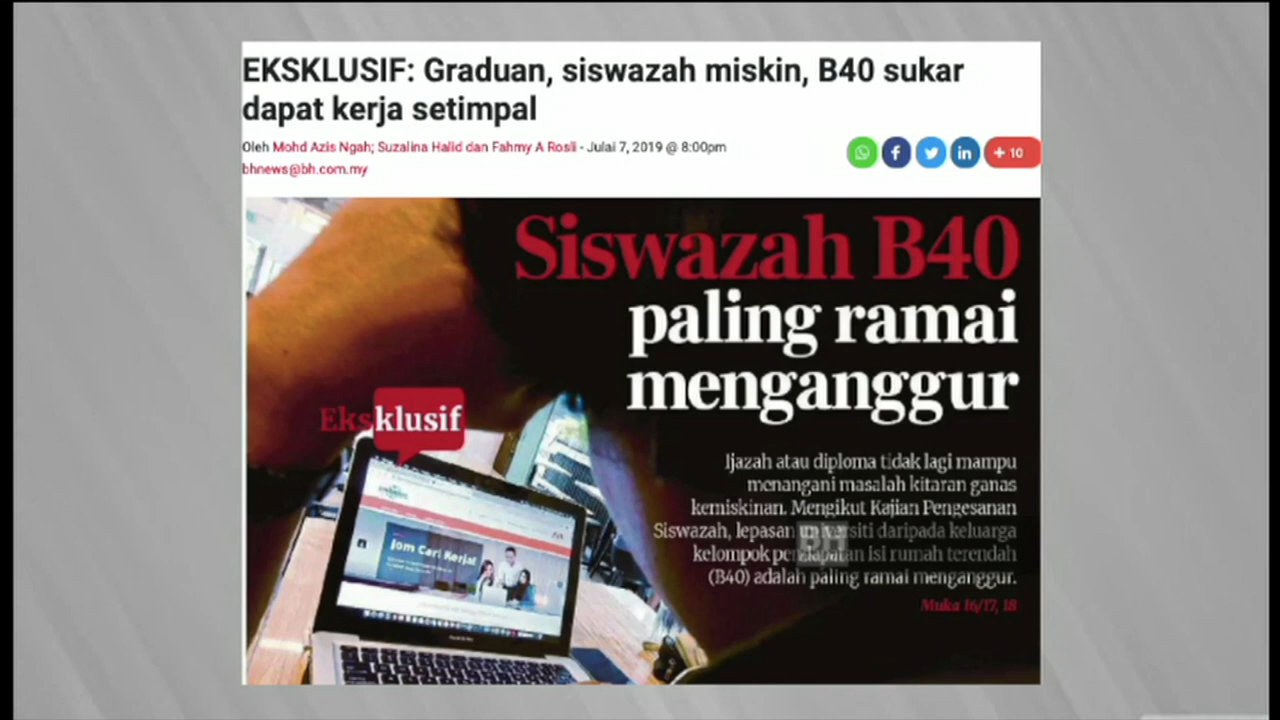 EKSKLUSIF: Graduan, siswazah miskin, B40 sukar
dapat kerja setimpal
Oleh Mohd Azis Ngah; Suzalina Halid dan Fahmy A Rosli - Julai 7, 2019 @ 8:00pm
bhnews@bh.com.my
+ 10
Siswazah B40
paling ramai
menganggur
Eksklusif
Ijazah atau diploma tidak lagi mampu
menangani masalah kitaran ganas
kemiskinan. Mengikut Kajian Pengesanan
Siswazah, lepasan universiti daripada keluarga
kelompok pendapatan isi rumah terendah
(B40) adalah paling ramai menganggur.
Muka 16/17, 18
Jom Cari Kerja!